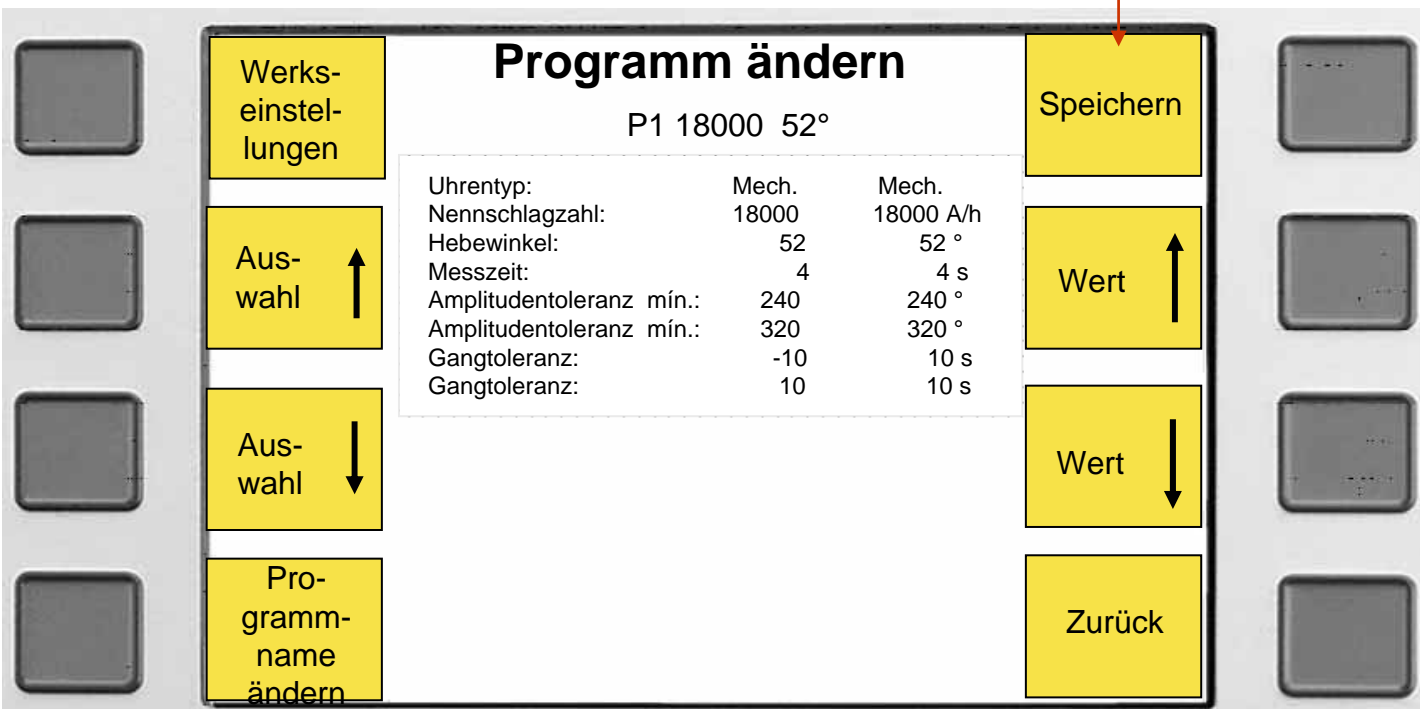 Programm ändern
P1 18000 52°
Werks-
einstel-
lungen
Aus-
wahl
Aus-
wahl
Pro-
gramm-
name
ändern
Uhrentyp: Mech. Mech.
Nennschlagzahl: 18000 18000 A/h
Hebewinkel: 52 52 °
Messzeit: 4 4 s
Amplitudentoleranz mín.: 240 240 °
Amplitudentoleranz mín.: 320 320 °
Gangtoleranz: -10 10 s
Gangtoleranz: 10 10 s
Speichern
Wert
Wert
Zurück